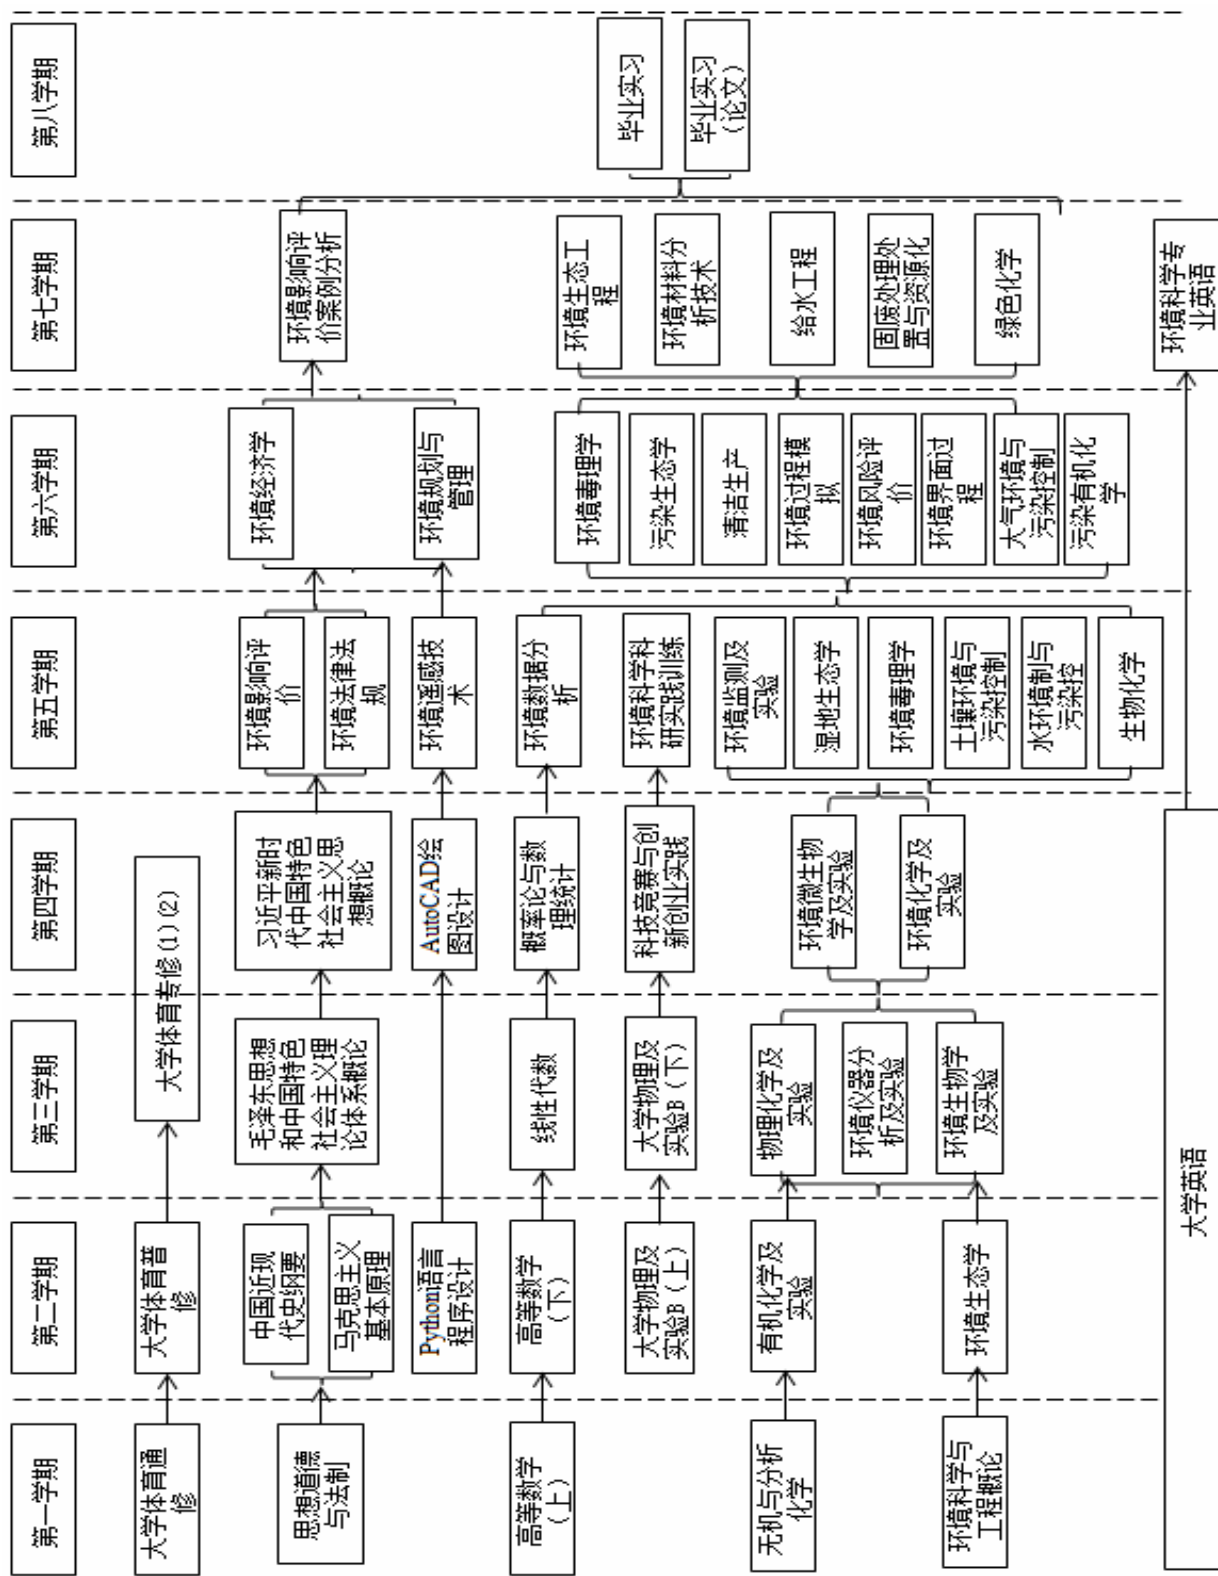 第一学期
第二学期
第三学期
第四学期
第五学期
第六学期
第七学期
第八学期
大学体育通
修
大学体育普
修
大学体育专修(1)(2)
思想道德
与法制
中国近现
代史纲要
马克思主义
基本原理
毛泽东思想
和中国特色
社会主义理
论体系概论
习近平新时
代中国特色
社会主义思
想概论
环境影响评
价
环境法律法
规
环境经济学
环境规划与
管理
环境影响评
价案例分析
Python语言
程序设计
AutoCAD绘
图设计
环境遥感技
术
高等数学
(上)
高等数学
(下)
线性代数
概率论与数
理统计
环境数据分
析
大学物理及
实验B(上)
大学物理及
实验B(下)
科技竞赛与创
新创业实践
环境科学科
研实践训练
无机与分析
化学
有机化学及
实验
物理化学及
实验
环境仪器分
析及实验
环境科学与
工程概论
环境生态学
环境生物学
及实验
环境微生物
学及实验
环境化学及
实验
环境监测及
实验
湿地生态学
环境毒理学
土壤环境与
污染控制
水环境制与
污染控
生物化学
环境毒理学
污染生态学
清洁生产
环境过程模
拟
环境风险评
价
环境界面过
程
大气环境与
污染控制
污染有机化
学
环境生态工
程
环境材料分
析技术
给水工程
固废处理处
置与资源化
绿色化学
毕业实习
毕业实习
(论文)
大学英语
环境科学专
业英语